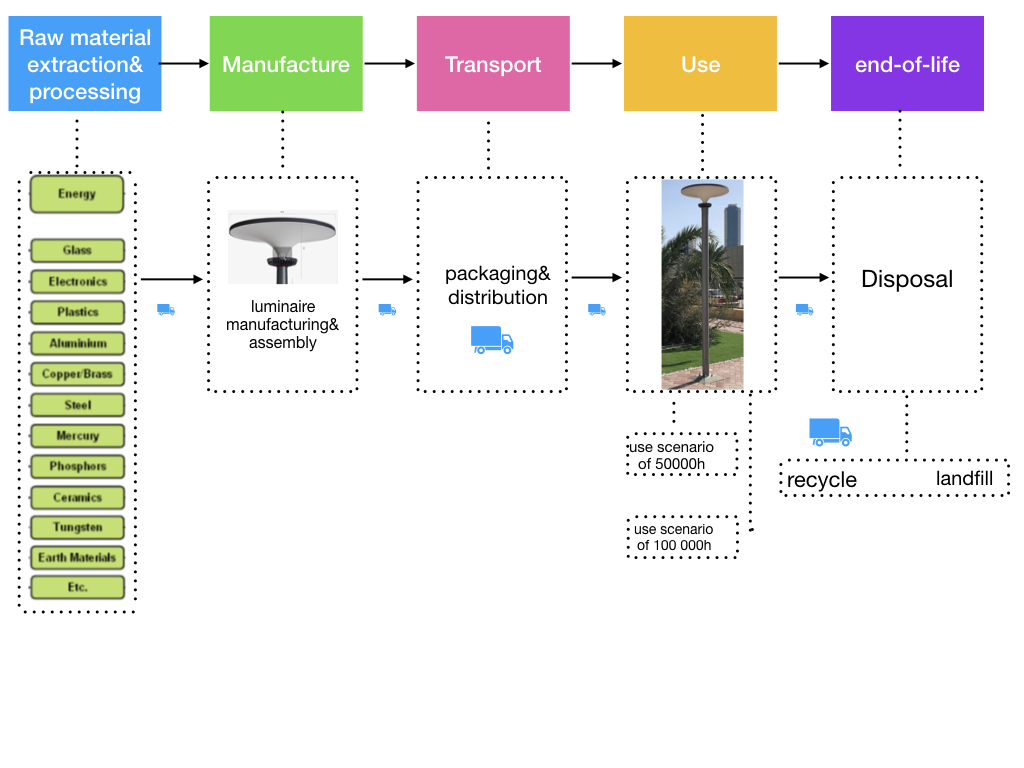 Raw material
extraction&
processing
Manufacture
Transport
Use
end-of-life
Energy
Glass
Electronics
Plastics
Aluminium
Copper/Brass
Steel
Mercury
Phosphors
Ceramics
Tungsten
Earth Materials
Etc.
luminaire
manufacturing&
assembly
packaging&
distribution
use scenario
of 50000h
use scenario
of 100 000h
Disposal
recycle
landfill